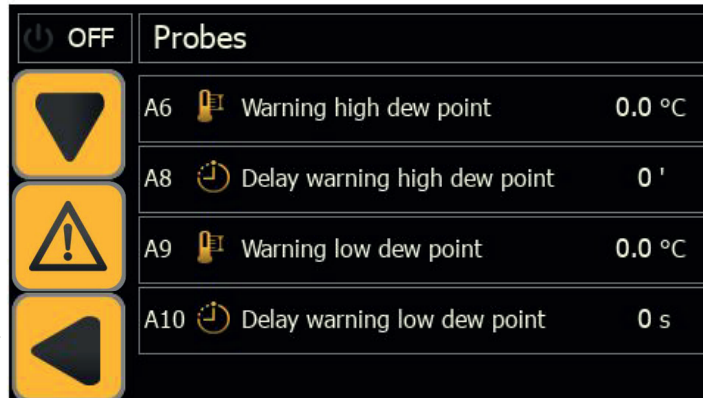 OFF Probes
A6 Warning high dew point 0.0 °C
A8 Delay warning high dew point 0 '
A9 Warning low dew point 0.0 °C
A10 Delay warning low dew point 0 s